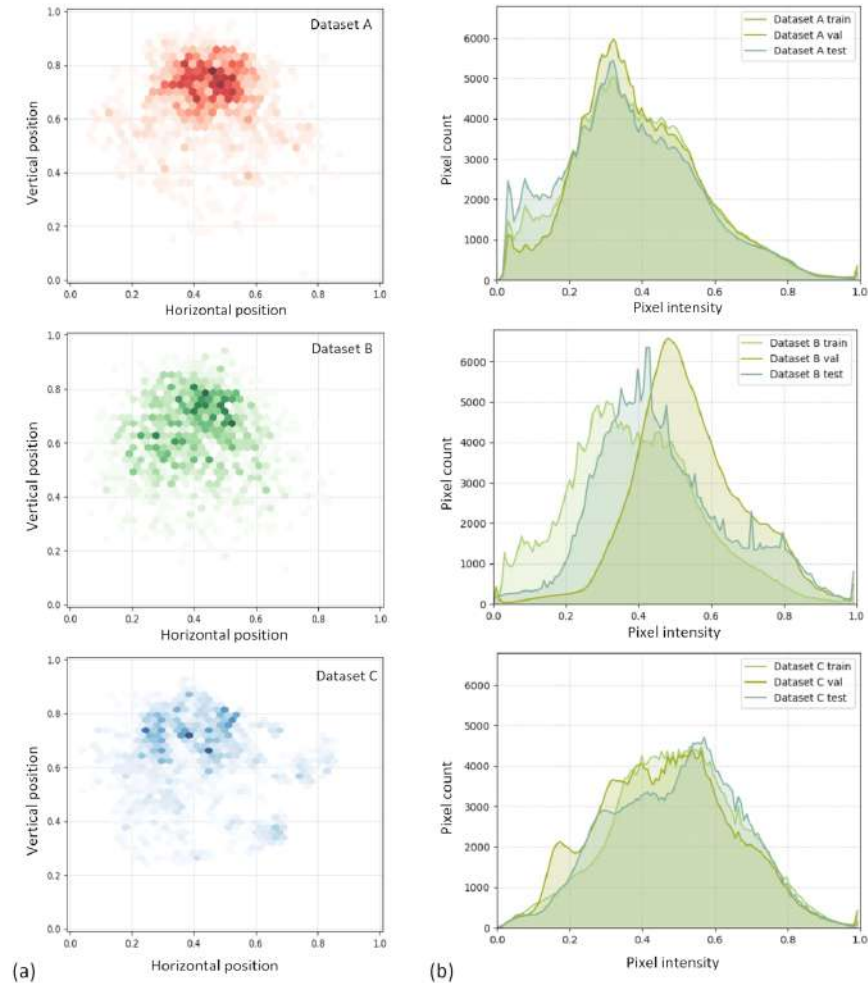 Dataset A
1.0
0.8
0.6
0.4
0.2
0.0
Vertical position
0.0 0.2 0.4 0.6 0.8 1.0
Horizontal position
Dataset A train
Dataset A val
Dataset A test
6000
5000
4000
3000
2000
1000
0
Pixel count
0.0 0.2 0.4 0.6 0.8 1.0
Pixel intensity
Dataset B
1.0
0.8
0.6
0.4
0.2
0.0
Vertical position
0.0 0.2 0.4 0.6 0.8 1.0
Horizontal position
Dataset B train
Dataset B val
Dataset B test
6000
5000
4000
3000
2000
1000
0
Pixel count
0.0 0.2 0.4 0.6 0.8 1.0
Pixel intensity
Dataset C
1.0
0.8
0.6
0.4
0.2
0.0
Vertical position
0.0 0.2 0.4 0.6 0.8 1.0
Horizontal position
Dataset C train
Dataset C val
Dataset C test
6000
5000
4000
3000
2000
1000
0
Pixel count
0.0 0.2 0.4 0.6 0.8 1.0
Pixel intensity
(a)
(b)